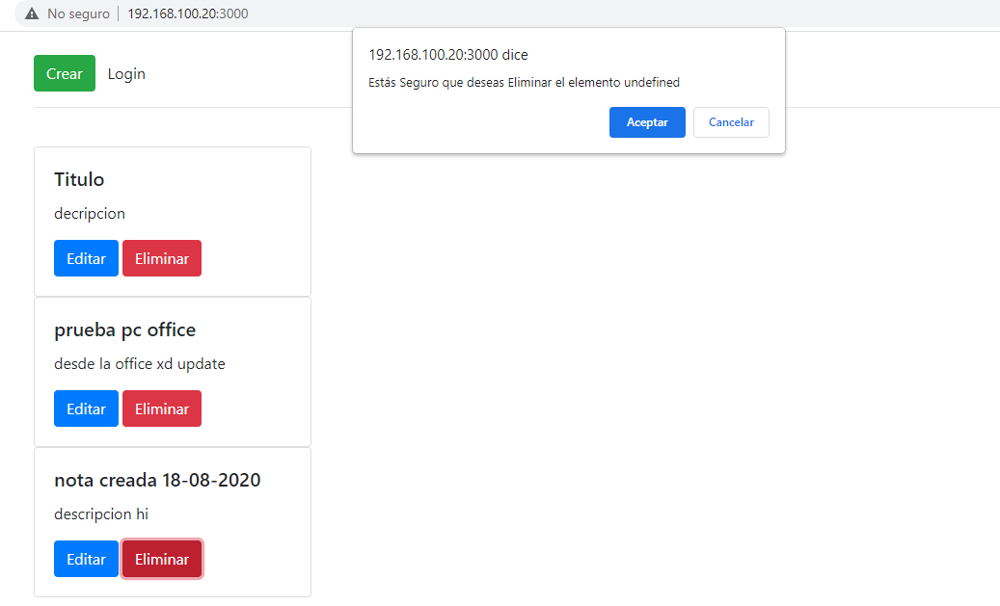 No seguro | 192.168.100.20:3000
192.168.100.20:3000 dice
Estás Seguro que deseas Eliminar el elemento undefined
Aceptar Cancelar
Crear Login
Titulo
decripcion
Editar Eliminar
prueba pc office
desde la office xd update
Editar Eliminar
nota creada 18-08-2020
descripcion hi
Editar Eliminar